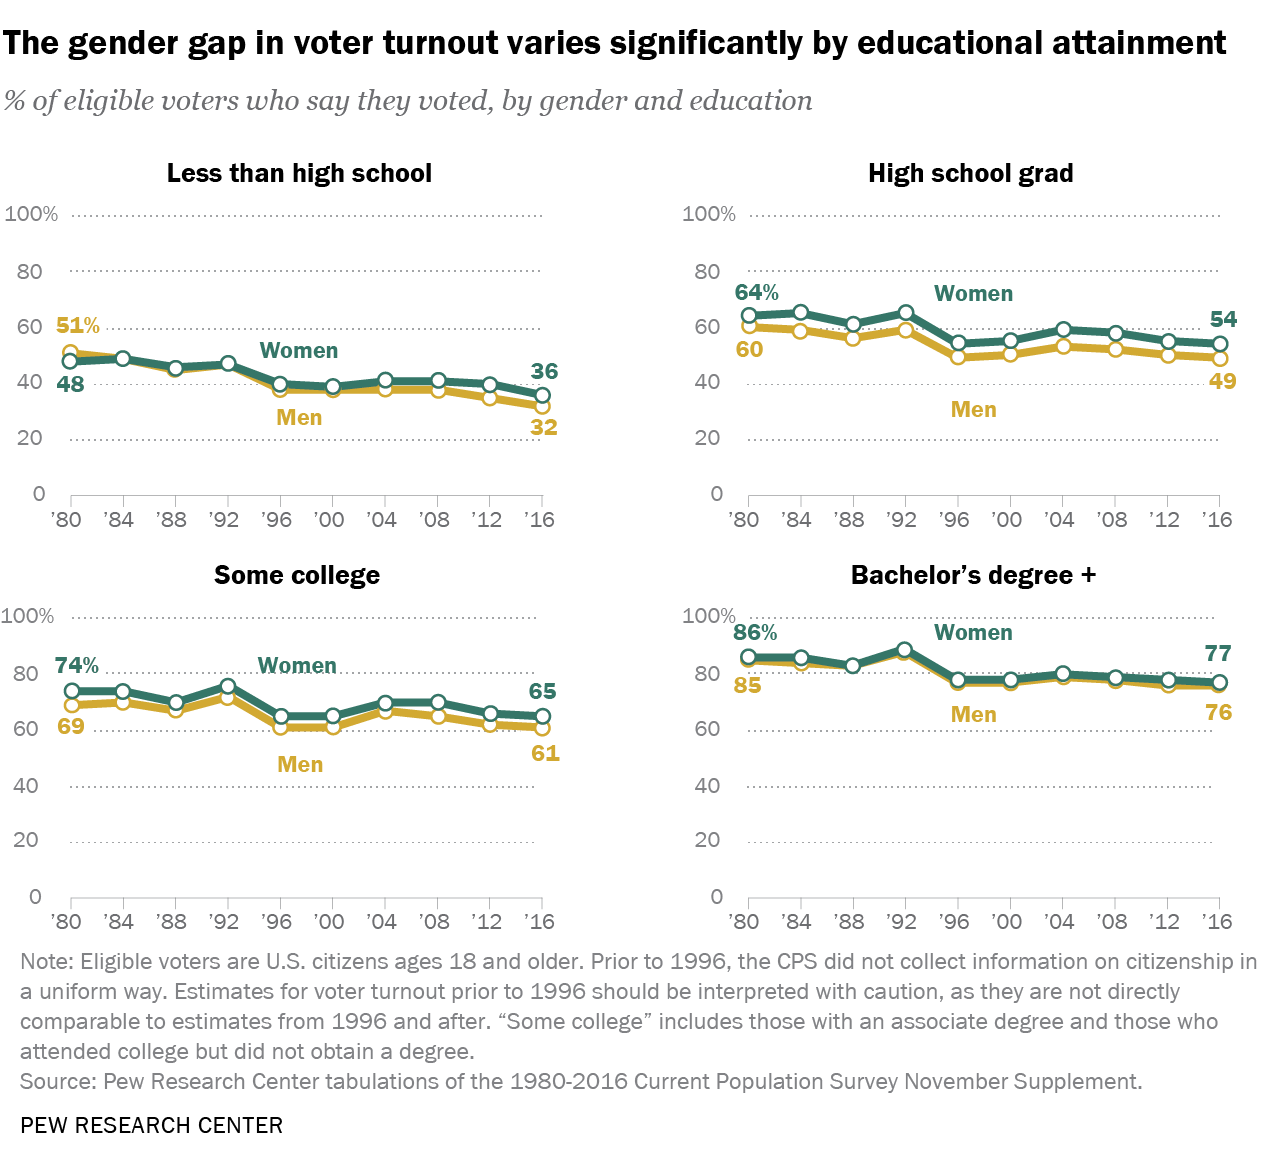 The gender gap in voter turnout varies significantly by educational attainment
% of eligible voters who say they voted, by gender and education
Less than high school
100%
80
60
40
20
0
51%
48
Women
Men
36
32
’80 ’84 ’88 ’92 ’96 ’00 ’04 ’08 ’12 ’16
High school grad
100%
80
60
40
20
0
64%
60
Women
Men
54
49
’80 ’84 ’88 ’92 ’96 ’00 ’04 ’08 ’12 ’16
Some college
100%
80
60
40
20
0
74%
69
Women
Men
65
61
’80 ’84 ’88 ’92 ’96 ’00 ’04 ’08 ’12 ’16
Bachelor’s degree +
100%
80
60
40
20
0
86%
85
Women
Men
77
76
’80 ’84 ’88 ’92 ’96 ’00 ’04 ’08 ’12 ’16
Note: Eligible voters are U.S. citizens ages 18 and older. Prior to 1996, the CPS did not collect information on citizenship in
a uniform way. Estimates for voter turnout prior to 1996 should be interpreted with caution, as they are not directly
comparable to estimates from 1996 and after. “Some college” includes those with an associate degree and those who
attended college but did not obtain a degree.
Source: Pew Research Center tabulations of the 1980-2016 Current Population Survey November Supplement.
PEW RESEARCH CENTER